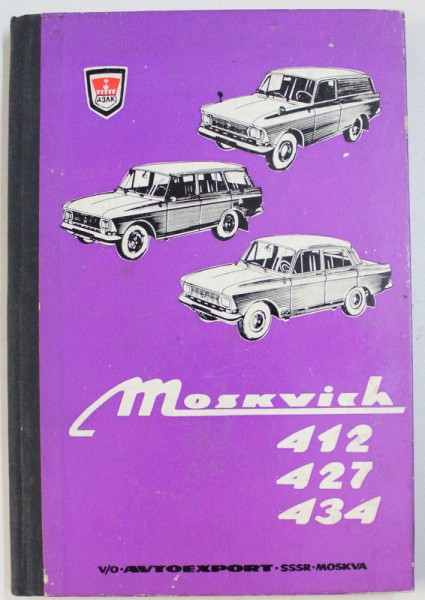 АЗЛК
Moskvich
412
427
434
V/O·AVTOEXPORT·SSSR·MOSKVA